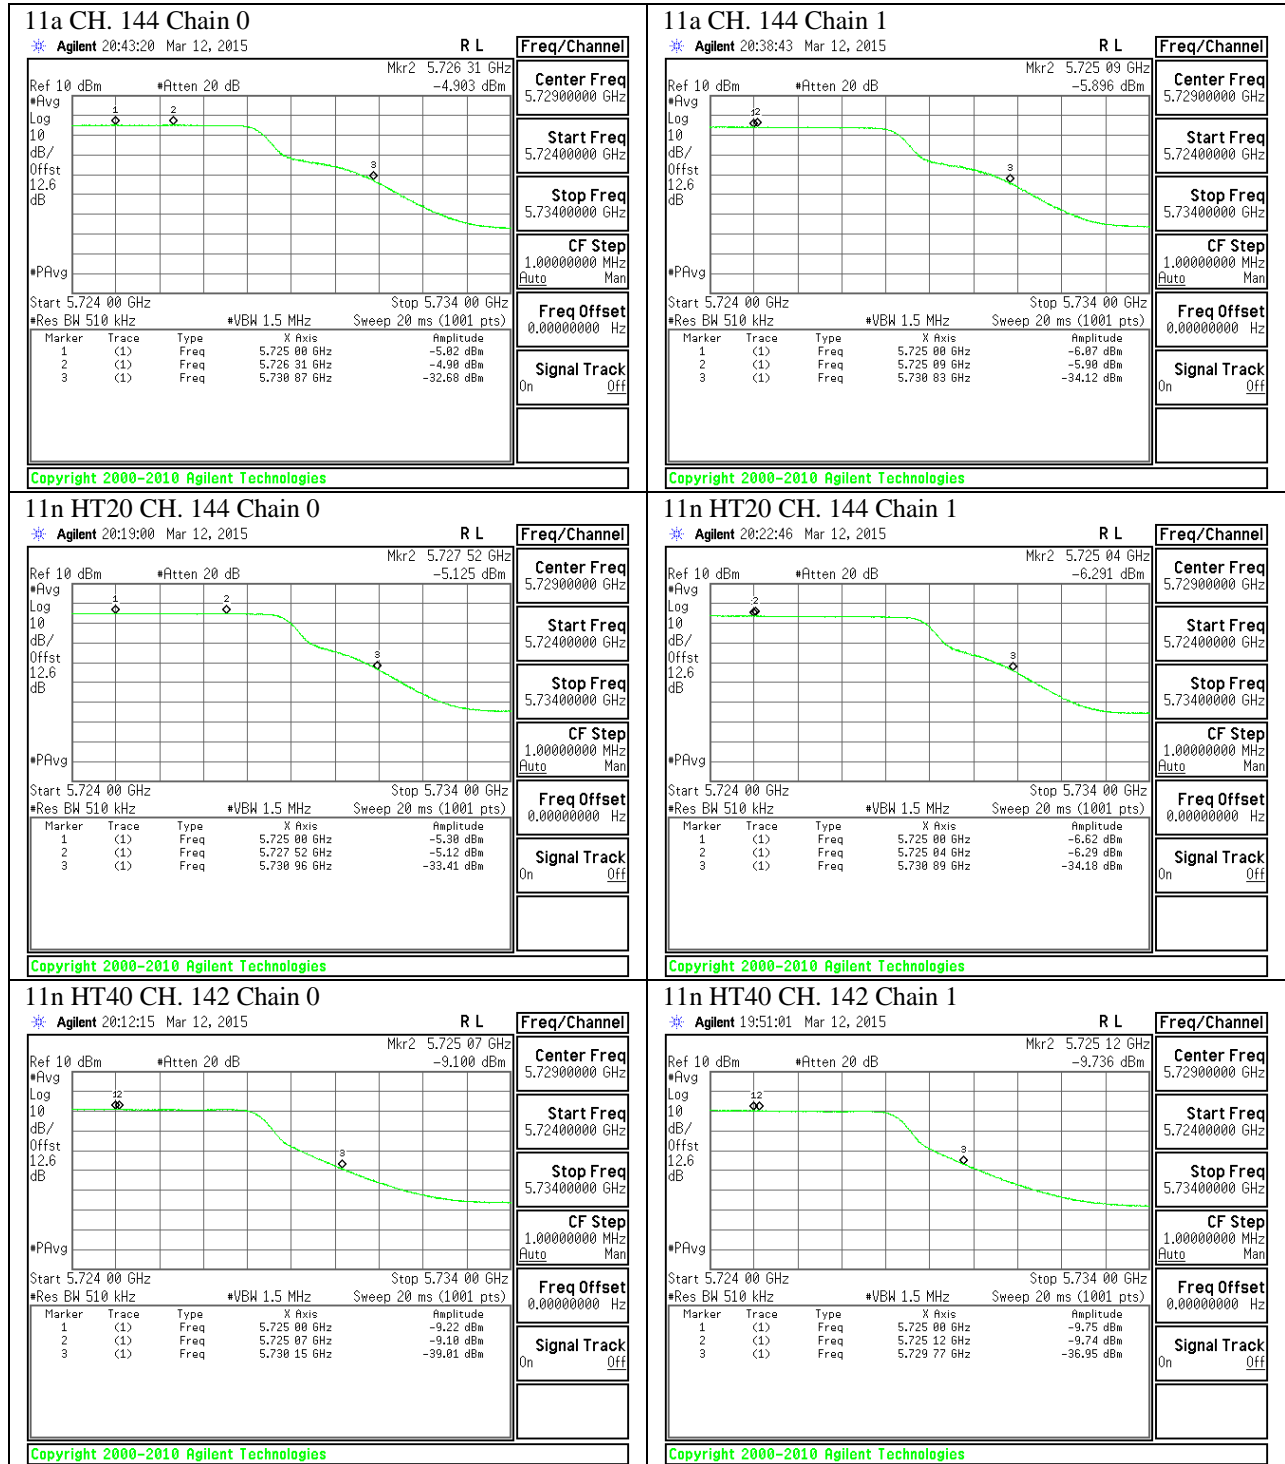 11a CH. 144 Chain 0
Agilent 20:43:20 Mar 12, 2015 R L
Freq/Channel
Mkr2 5.726 31 GHz
Ref 10 dBm #Atten 20 dB -4.903 dBm
#Avg
Log
10
dB/
Offst
12.6
dB
#PAvg
1
2
3
Start 5.724 00 GHz Stop 5.734 00 GHz
#Res BW 510 kHz #VBW 1.5 MHz Sweep 20 ms (1001 pts)
Marker Trace Type X Axis Amplitude
1 (1) Freq 5.725 00 GHz -5.02 dBm
2 (1) Freq 5.726 31 GHz -4.90 dBm
3 (1) Freq 5.730 87 GHz -32.68 dBm
Center Freq
5.72900000 GHz
Start Freq
5.72400000 GHz
Stop Freq
5.73400000 GHz
CF Step
1.00000000 MHz
Auto Man
Freq Offset
0.00000000 Hz
Signal Track
On Off
Copyright 2000-2010 Agilent Technologies
11a CH. 144 Chain 1
Agilent 20:38:43 Mar 12, 2015 R L
Freq/Channel
Mkr2 5.725 09 GHz
Ref 10 dBm #Atten 20 dB -5.896 dBm
#Avg
Log
10
dB/
Offst
12.6
dB
#PAvg
12
3
Start 5.724 00 GHz Stop 5.734 00 GHz
#Res BW 510 kHz #VBW 1.5 MHz Sweep 20 ms (1001 pts)
Marker Trace Type X Axis Amplitude
1 (1) Freq 5.725 00 GHz -6.07 dBm
2 (1) Freq 5.725 09 GHz -5.90 dBm
3 (1) Freq 5.730 83 GHz -34.12 dBm
Center Freq
5.72900000 GHz
Start Freq
5.72400000 GHz
Stop Freq
5.73400000 GHz
CF Step
1.00000000 MHz
Auto Man
Freq Offset
0.00000000 Hz
Signal Track
On Off
Copyright 2000-2010 Agilent Technologies
11n HT20 CH. 144 Chain 0
Agilent 20:19:00 Mar 12, 2015 R L
Freq/Channel
Mkr2 5.727 52 GHz
Ref 10 dBm #Atten 20 dB -5.125 dBm
#Avg
Log
10
dB/
Offst
12.6
dB
#PAvg
1
2
3
Start 5.724 00 GHz Stop 5.734 00 GHz
#Res BW 510 kHz #VBW 1.5 MHz Sweep 20 ms (1001 pts)
Marker Trace Type X Axis Amplitude
1 (1) Freq 5.725 00 GHz -5.30 dBm
2 (1) Freq 5.727 52 GHz -5.12 dBm
3 (1) Freq 5.730 96 GHz -33.41 dBm
Center Freq
5.72900000 GHz
Start Freq
5.72400000 GHz
Stop Freq
5.73400000 GHz
CF Step
1.00000000 MHz
Auto Man
Freq Offset
0.00000000 Hz
Signal Track
On Off
Copyright 2000-2010 Agilent Technologies
11n HT20 CH. 144 Chain 1
Agilent 20:22:46 Mar 12, 2015 R L
Freq/Channel
Mkr2 5.725 04 GHz
Ref 10 dBm #Atten 20 dB -6.291 dBm
#Avg
Log
10
dB/
Offst
12.6
dB
#PAvg
2
3
Start 5.724 00 GHz Stop 5.734 00 GHz
#Res BW 510 kHz #VBW 1.5 MHz Sweep 20 ms (1001 pts)
Marker Trace Type X Axis Amplitude
1 (1) Freq 5.725 00 GHz -6.62 dBm
2 (1) Freq 5.725 04 GHz -6.29 dBm
3 (1) Freq 5.730 89 GHz -34.18 dBm
Center Freq
5.72900000 GHz
Start Freq
5.72400000 GHz
Stop Freq
5.73400000 GHz
CF Step
1.00000000 MHz
Auto Man
Freq Offset
0.00000000 Hz
Signal Track
On Off
Copyright 2000-2010 Agilent Technologies
11n HT40 CH. 142 Chain 0
Agilent 20:12:15 Mar 12, 2015 R L
Freq/Channel
Mkr2 5.725 07 GHz
Ref 10 dBm #Atten 20 dB -9.100 dBm
#Avg
Log
10
dB/
Offst
12.6
dB
#PAvg
12
3
Start 5.724 00 GHz Stop 5.734 00 GHz
#Res BW 510 kHz #VBW 1.5 MHz Sweep 20 ms (1001 pts)
Marker Trace Type X Axis Amplitude
1 (1) Freq 5.725 00 GHz -9.22 dBm
2 (1) Freq 5.725 07 GHz -9.10 dBm
3 (1) Freq 5.730 15 GHz -39.01 dBm
Center Freq
5.72900000 GHz
Start Freq
5.72400000 GHz
Stop Freq
5.73400000 GHz
CF Step
1.00000000 MHz
Auto Man
Freq Offset
0.00000000 Hz
Signal Track
On Off
Copyright 2000-2010 Agilent Technologies
11n HT40 CH. 142 Chain 1
Agilent 19:51:01 Mar 12, 2015 R L
Freq/Channel
Mkr2 5.725 12 GHz
Ref 10 dBm #Atten 20 dB -9.736 dBm
#Avg
Log
10
dB/
Offst
12.6
dB
#PAvg
12
3
Start 5.724 00 GHz Stop 5.734 00 GHz
#Res BW 510 kHz #VBW 1.5 MHz Sweep 20 ms (1001 pts)
Marker Trace Type X Axis Amplitude
1 (1) Freq 5.725 00 GHz -9.75 dBm
2 (1) Freq 5.725 12 GHz -9.74 dBm
3 (1) Freq 5.729 77 GHz -36.95 dBm
Center Freq
5.72900000 GHz
Start Freq
5.72400000 GHz
Stop Freq
5.73400000 GHz
CF Step
1.00000000 MHz
Auto Man
Freq Offset
0.00000000 Hz
Signal Track
On Off
Copyright 2000-2010 Agilent Technologies